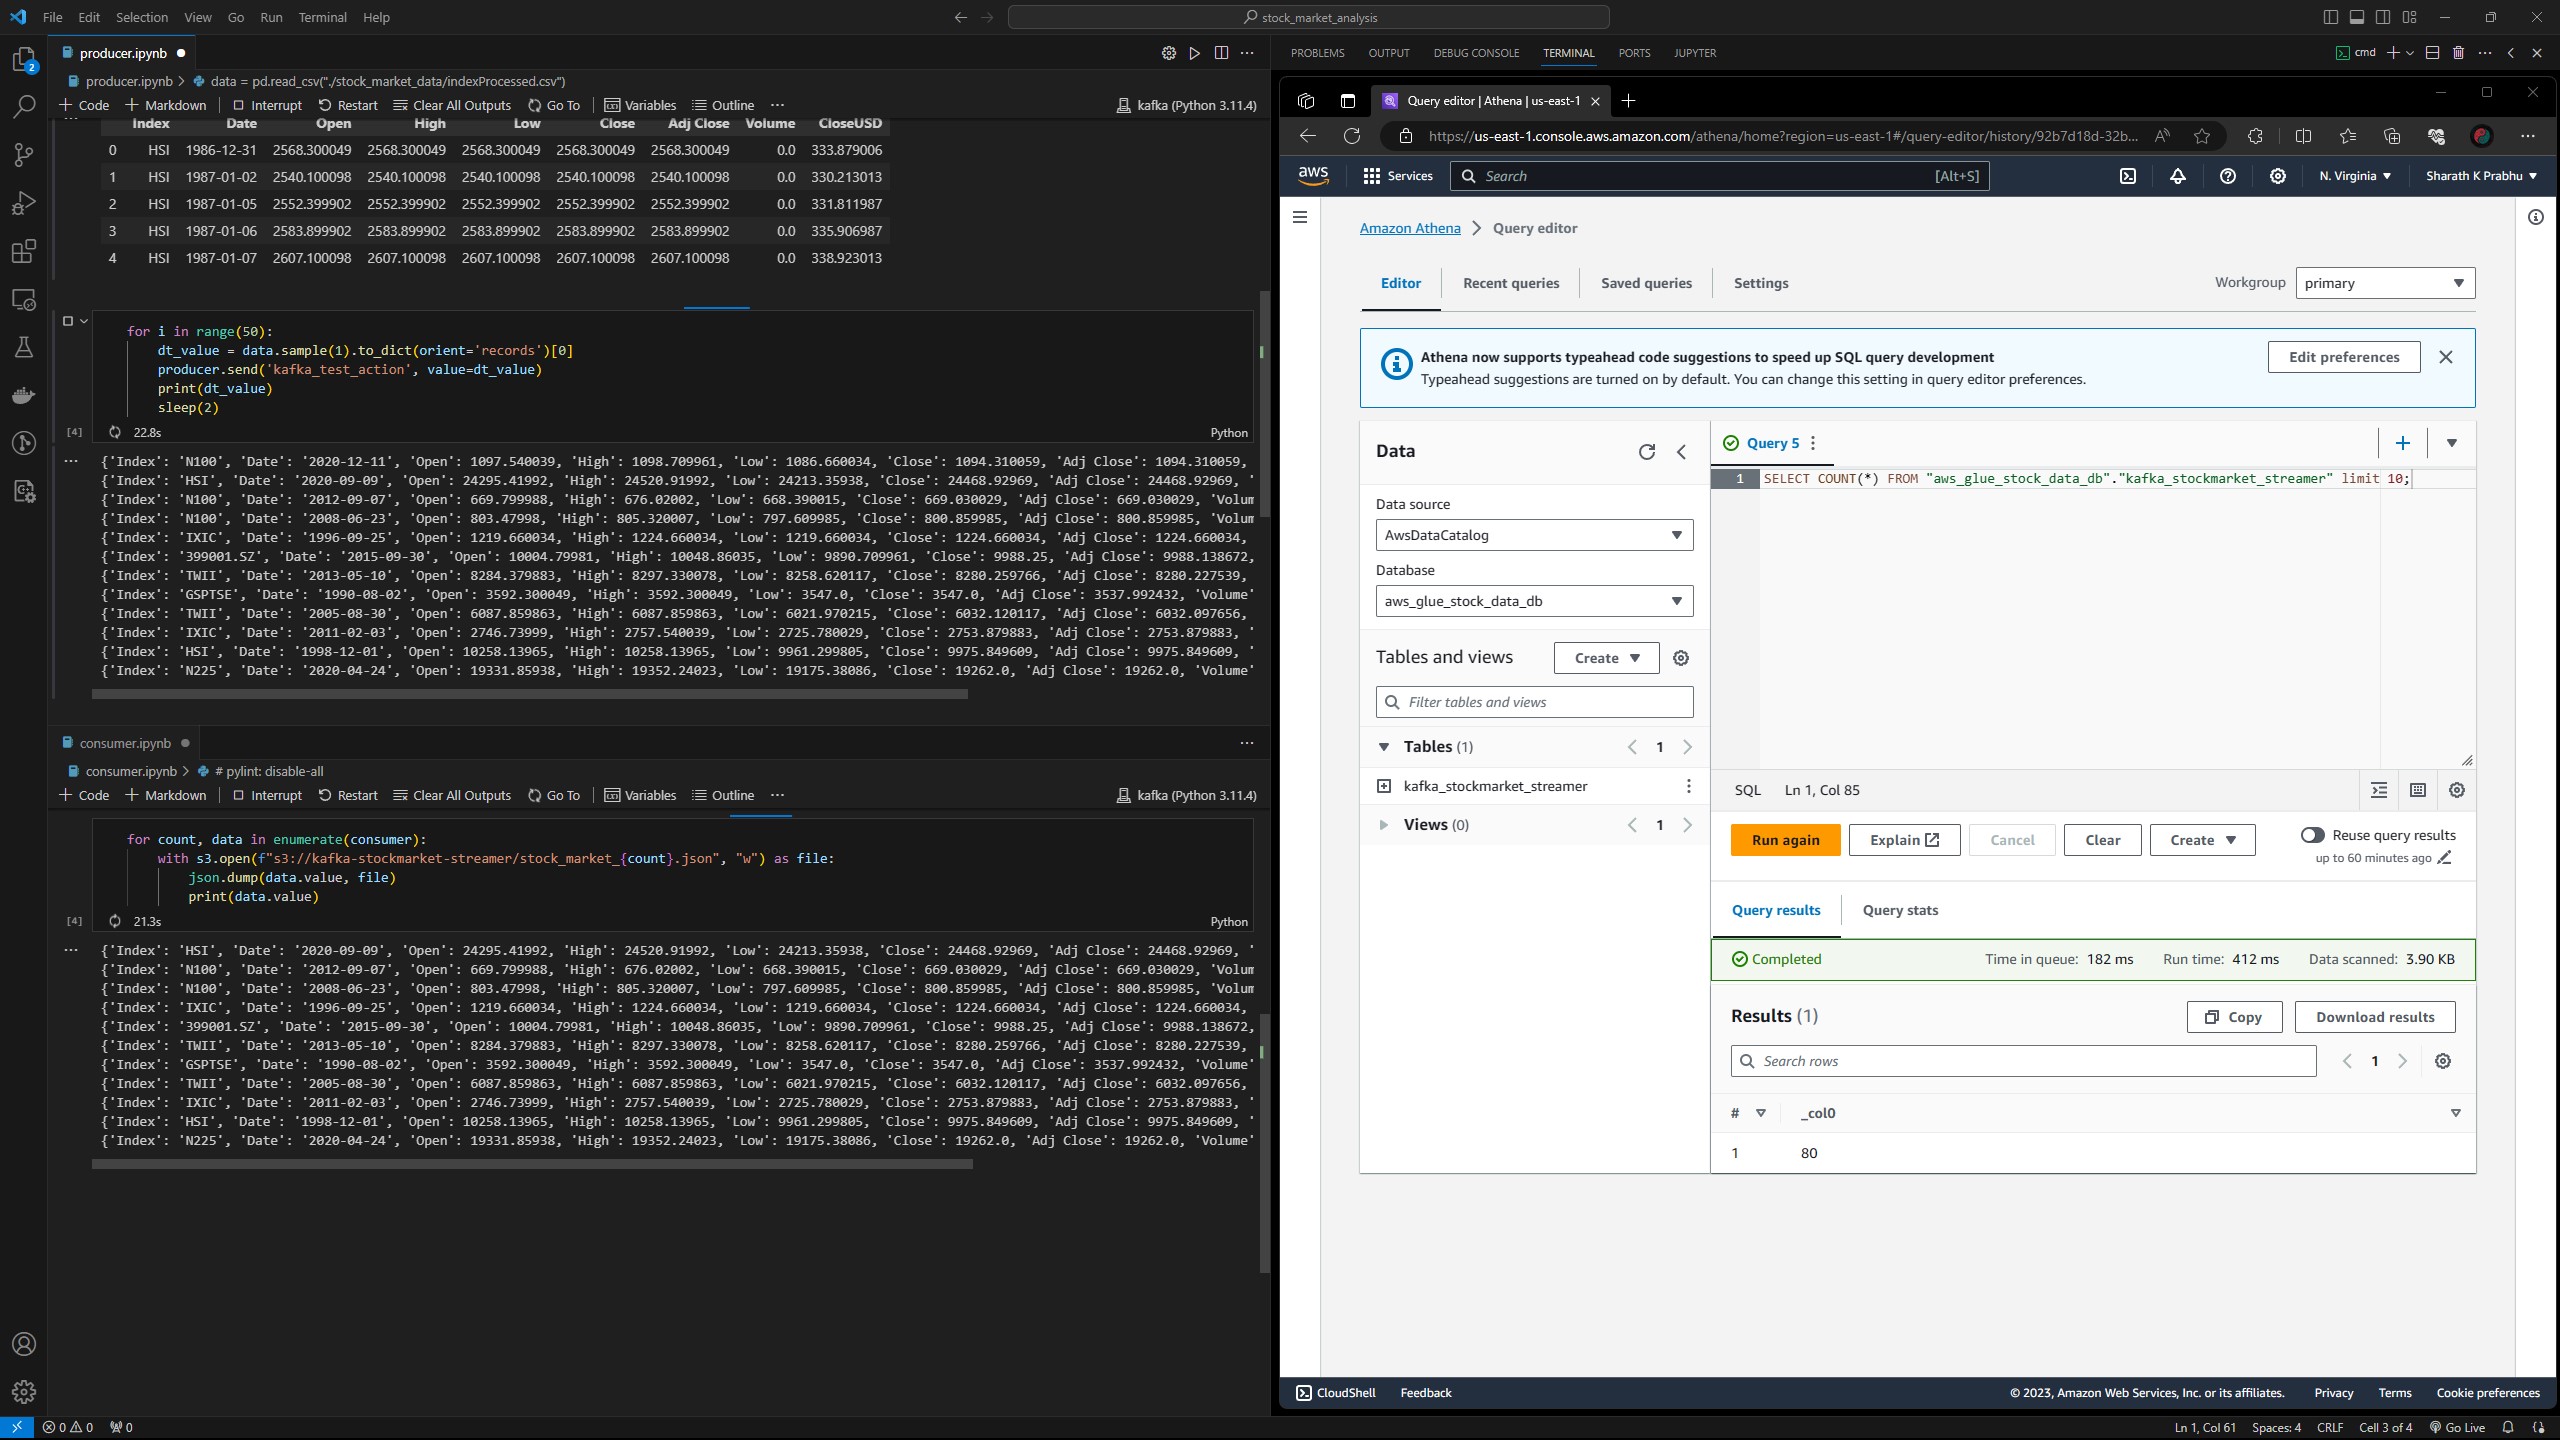 File Edit Selection View Go Run Terminal Help
stock_market_analysis
2
producer.ipynb
producer.ipynb > data = pd.read_csv("./stock_market_data/indexProcessed.csv")
+ Code + Markdown Interrupt Restart Clear All Outputs Go To Variables Outline ... kafka (Python 3.11.4)
Index Date Open High Low Close Adj Close Volume CloseUSD
0 HSI 1986-12-31 2568.300049 2568.300049 2568.300049 2568.300049 2568.300049 0.0 333.879006
1 HSI 1987-01-02 2540.100098 2540.100098 2540.100098 2540.100098 2540.100098 0.0 330.213013
2 HSI 1987-01-05 2552.399902 2552.399902 2552.399902 2552.399902 2552.399902 0.0 331.811987
3 HSI 1987-01-06 2583.899902 2583.899902 2583.899902 2583.899902 2583.899902 0.0 335.906987
4 HSI 1987-01-07 2607.100098 2607.100098 2607.100098 2607.100098 2607.100098 0.0 338.923013
for i in range(50):
dt_value = data.sample(1).to_dict(orient='records')[0]
producer.send('kafka_test_action', value=dt_value)
print(dt_value)
sleep(2)
[4] 22.8s Python
{'Index': 'N100', 'Date': '2020-12-11', 'Open': 1097.540039, 'High': 1098.709961, 'Low': 1086.660034, 'Close': 1094.310059, 'Adj Close': 1094.310059,
{'Index': 'HSI', 'Date': '2020-09-09', 'Open': 24295.41992, 'High': 24520.91992, 'Low': 24213.35938, 'Close': 24468.92969, 'Adj Close': 24468.92969, '
{'Index': 'N100', 'Date': '2012-09-07', 'Open': 669.799988, 'High': 676.02002, 'Low': 668.390015, 'Close': 669.030029, 'Adj Close': 669.030029, 'Volum
{'Index': 'N100', 'Date': '2008-06-23', 'Open': 803.47998, 'High': 805.320007, 'Low': 797.609985, 'Close': 800.859985, 'Adj Close': 800.859985, 'Volum
{'Index': 'IXIC', 'Date': '1996-09-25', 'Open': 1219.660034, 'High': 1224.660034, 'Low': 1219.660034, 'Close': 1224.660034, 'Adj Close': 1224.660034,
{'Index': '399001.SZ', 'Date': '2015-09-30', 'Open': 10004.79981, 'High': 10048.86035, 'Low': 9890.709961, 'Close': 9988.25, 'Adj Close': 9988.138672,
{'Index': 'TWII', 'Date': '2013-05-10', 'Open': 8284.379883, 'High': 8297.330078, 'Low': 8258.620117, 'Close': 8280.259766, 'Adj Close': 8280.227539,
{'Index': 'GSPTSE', 'Date': '1990-08-02', 'Open': 3592.300049, 'High': 3592.300049, 'Low': 3547.0, 'Close': 3547.0, 'Adj Close': 3537.992432, 'Volume'
{'Index': 'TWII', 'Date': '2005-08-30', 'Open': 6087.859863, 'High': 6087.859863, 'Low': 6021.970215, 'Close': 6032.120117, 'Adj Close': 6032.097656,
{'Index': 'IXIC', 'Date': '2011-02-03', 'Open': 2746.73999, 'High': 2757.540039, 'Low': 2725.780029, 'Close': 2753.879883, 'Adj Close': 2753.879883, '
{'Index': 'HSI', 'Date': '1998-12-01', 'Open': 10258.13965, 'High': 10258.13965, 'Low': 9961.299805, 'Close': 9975.849609, 'Adj Close': 9975.849609, '
{'Index': 'N225', 'Date': '2020-04-24', 'Open': 19331.85938, 'High': 19352.24023, 'Low': 19175.38086, 'Close': 19262.0, 'Adj Close': 19262.0, 'Volume'
consumer.ipynb
consumer.ipynb > # pylint: disable-all
+ Code + Markdown Interrupt Restart Clear All Outputs Go To Variables Outline ... kafka (Python 3.11.4)
for count, data in enumerate(consumer):
with s3.open(f"s3://kafka-stockmarket-streamer/stock_market_{count}.json", "w") as file:
json.dump(data.value, file)
print(data.value)
[4] 21.3s Python
{'Index': 'HSI', 'Date': '2020-09-09', 'Open': 24295.41992, 'High': 24520.91992, 'Low': 24213.35938, 'Close': 24468.92969, 'Adj Close': 24468.92969, '
{'Index': 'N100', 'Date': '2012-09-07', 'Open': 669.799988, 'High': 676.02002, 'Low': 668.390015, 'Close': 669.030029, 'Adj Close': 669.030029, 'Volum
{'Index': 'N100', 'Date': '2008-06-23', 'Open': 803.47998, 'High': 805.320007, 'Low': 797.609985, 'Close': 800.859985, 'Adj Close': 800.859985, 'Volum
{'Index': 'IXIC', 'Date': '1996-09-25', 'Open': 1219.660034, 'High': 1224.660034, 'Low': 1219.660034, 'Close': 1224.660034, 'Adj Close': 1224.660034,
{'Index': '399001.SZ', 'Date': '2015-09-30', 'Open': 10004.79981, 'High': 10048.86035, 'Low': 9890.709961, 'Close': 9988.25, 'Adj Close': 9988.138672,
{'Index': 'TWII', 'Date': '2013-05-10', 'Open': 8284.379883, 'High': 8297.330078, 'Low': 8258.620117, 'Close': 8280.259766, 'Adj Close': 8280.227539,
{'Index': 'GSPTSE', 'Date': '1990-08-02', 'Open': 3592.300049, 'High': 3592.300049, 'Low': 3547.0, 'Close': 3547.0, 'Adj Close': 3537.992432, 'Volume'
{'Index': 'TWII', 'Date': '2005-08-30', 'Open': 6087.859863, 'High': 6087.859863, 'Low': 6021.970215, 'Close': 6032.120117, 'Adj Close': 6032.097656,
{'Index': 'IXIC', 'Date': '2011-02-03', 'Open': 2746.73999, 'High': 2757.540039, 'Low': 2725.780029, 'Close': 2753.879883, 'Adj Close': 2753.879883, '
{'Index': 'HSI', 'Date': '1998-12-01', 'Open': 10258.13965, 'High': 10258.13965, 'Low': 9961.299805, 'Close': 9975.849609, 'Adj Close': 9975.849609, '
{'Index': 'N225', 'Date': '2020-04-24', 'Open': 19331.85938, 'High': 19352.24023, 'Low': 19175.38086, 'Close': 19262.0, 'Adj Close': 19262.0, 'Volume'
PROBLEMS OUTPUT DEBUG CONSOLE TERMINAL PORTS JUPYTER cmd
Query editor | Athena | us-east-1
https://us-east-1.console.aws.amazon.com/athena/home?region=us-east-1#/query-editor/history/92b7d18d-32b...
aws Services Search [Alt+S] N. Virginia Sharath K Prabhu
Amazon Athena > Query editor
Editor Recent queries Saved queries Settings Workgroup primary
Athena now supports typeahead code suggestions to speed up SQL query development
Typeahead suggestions are turned on by default. You can change this setting in query editor preferences.
Edit preferences
Data
Data source
AwsDataCatalog
Database
aws_glue_stock_data_db
Tables and views Create
Filter tables and views
Tables (1) 1
kafka_stockmarket_streamer
Views (0) 1
Query 5
1 SELECT COUNT(*) FROM "aws_glue_stock_data_db"."kafka_stockmarket_streamer" limit 10;
SQL Ln 1, Col 85
Run again Explain Cancel Clear Create
Reuse query results
up to 60 minutes ago
Query results Query stats
Completed Time in queue: 182 ms Run time: 412 ms Data scanned: 3.90 KB
Results (1) Copy Download results
Search rows 1
# _col0
1 80
CloudShell Feedback © 2023, Amazon Web Services, Inc. or its affiliates. Privacy Terms Cookie preferences
0 0 0 Ln 1, Col 61 Spaces: 4 CRLF Cell 3 of 4 Go Live